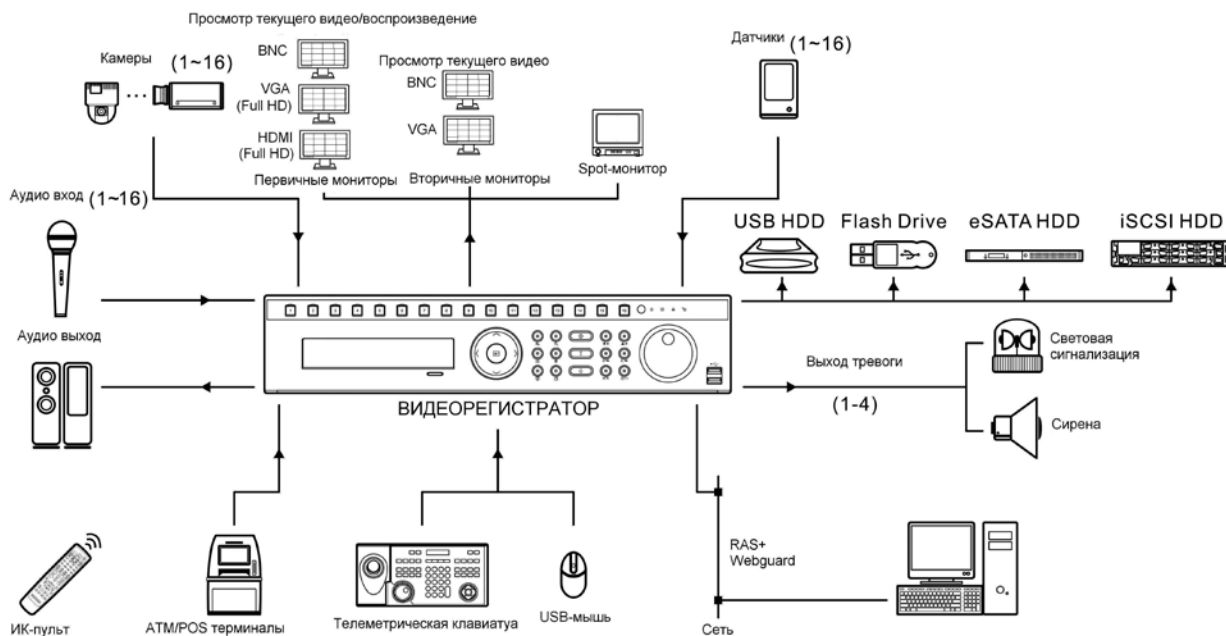 Просмотр текущего видео/воспроизведение
Камеры (1~16)
BNC
VGA
(Full HD)
HDMI
(Full HD)
Первичные мониторы
Просмотр текущего видео
BNC
VGA
Вторичные мониторы
Spot-монитор
Датчики (1~16)
Аудио вход (1~16)
USB HDD
Flash Drive
eSATA HDD
iSCSI HDD
Аудио выход
ВИДЕОРЕГИСТРАТОР
Выход тревоги
(1-4)
Световая
сигнализация
Сирена
ИК-пульт
ATM/POS терминалы
Телеметрическая клавиатуа
USB-мышь
RAS+
Webguard
Сеть